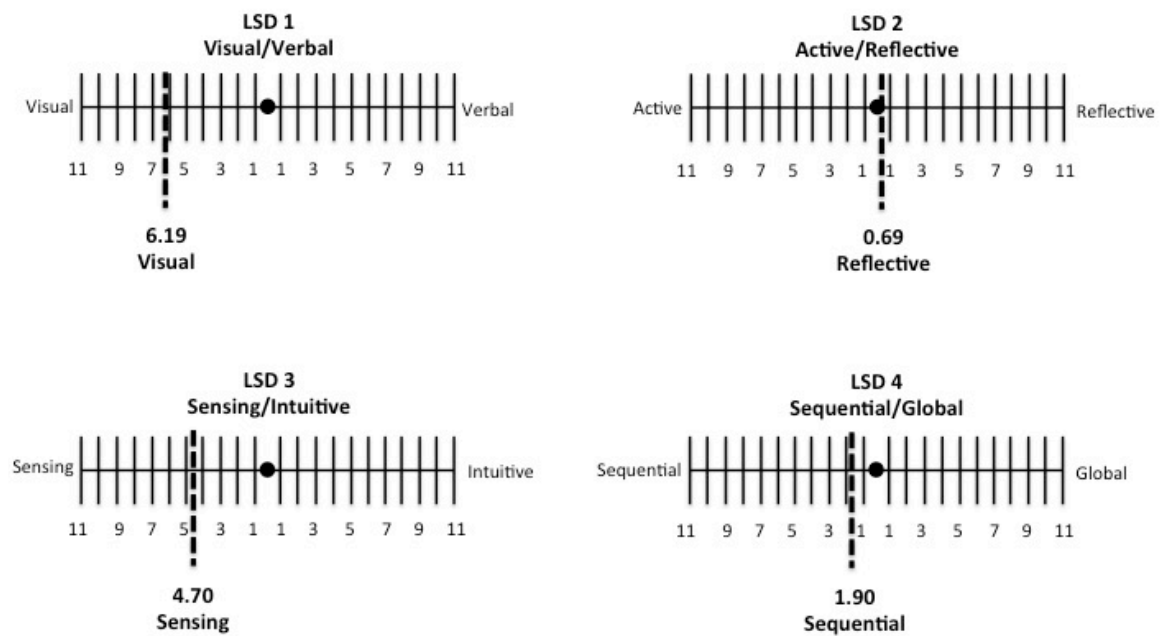 LSD 1
Visual/Verbal
Visual
Verbal
11 9 7 5 3 1 1 3 5 7 9 11
6.19
Visual
LSD 2
Active/Reflective
Active
Reflective
11 9 7 5 3 1 1 3 5 7 9 11
0.69
Reflective
LSD 3
Sensing/Intuitive
Sensing
Intuitive
11 9 7 5 3 1 1 3 5 7 9 11
4.70
Sensing
LSD 4
Sequential/Global
Sequential
Global
11 9 7 5 3 1 1 3 5 7 9 11
1.90
Sequential